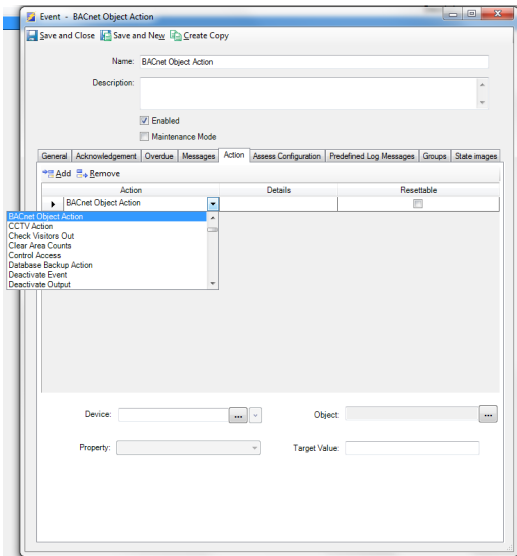 Event - BACnet Object Action
Save and Close Save and New Create Copy
Name: BACnet Object Action
Description:
Enabled
Maintenance Mode
General Acknowledgement Overdue Messages Action Assess Configuration Predefined Log Messages Groups State images
Add Remove
Action Details Resettable
BACnet Object Action
BACnet Object Action
CCTV Action
Check Visitors Out
Clear Area Counts
Control Access
Database Backup Action
Deactivate Event
Deactivate Output
Device: ... Object: ...
Property: Target Value: